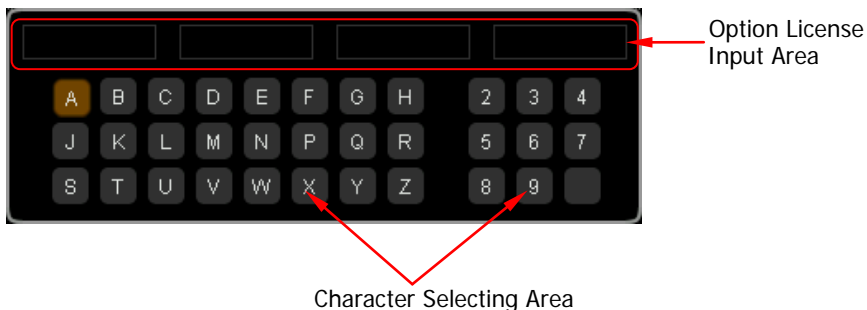 Option License
Input Area
A B C D E F G H 2 3 4
J K L M N P Q R 5 6 7
S T U V W X Y Z 8 9
Character Selecting Area